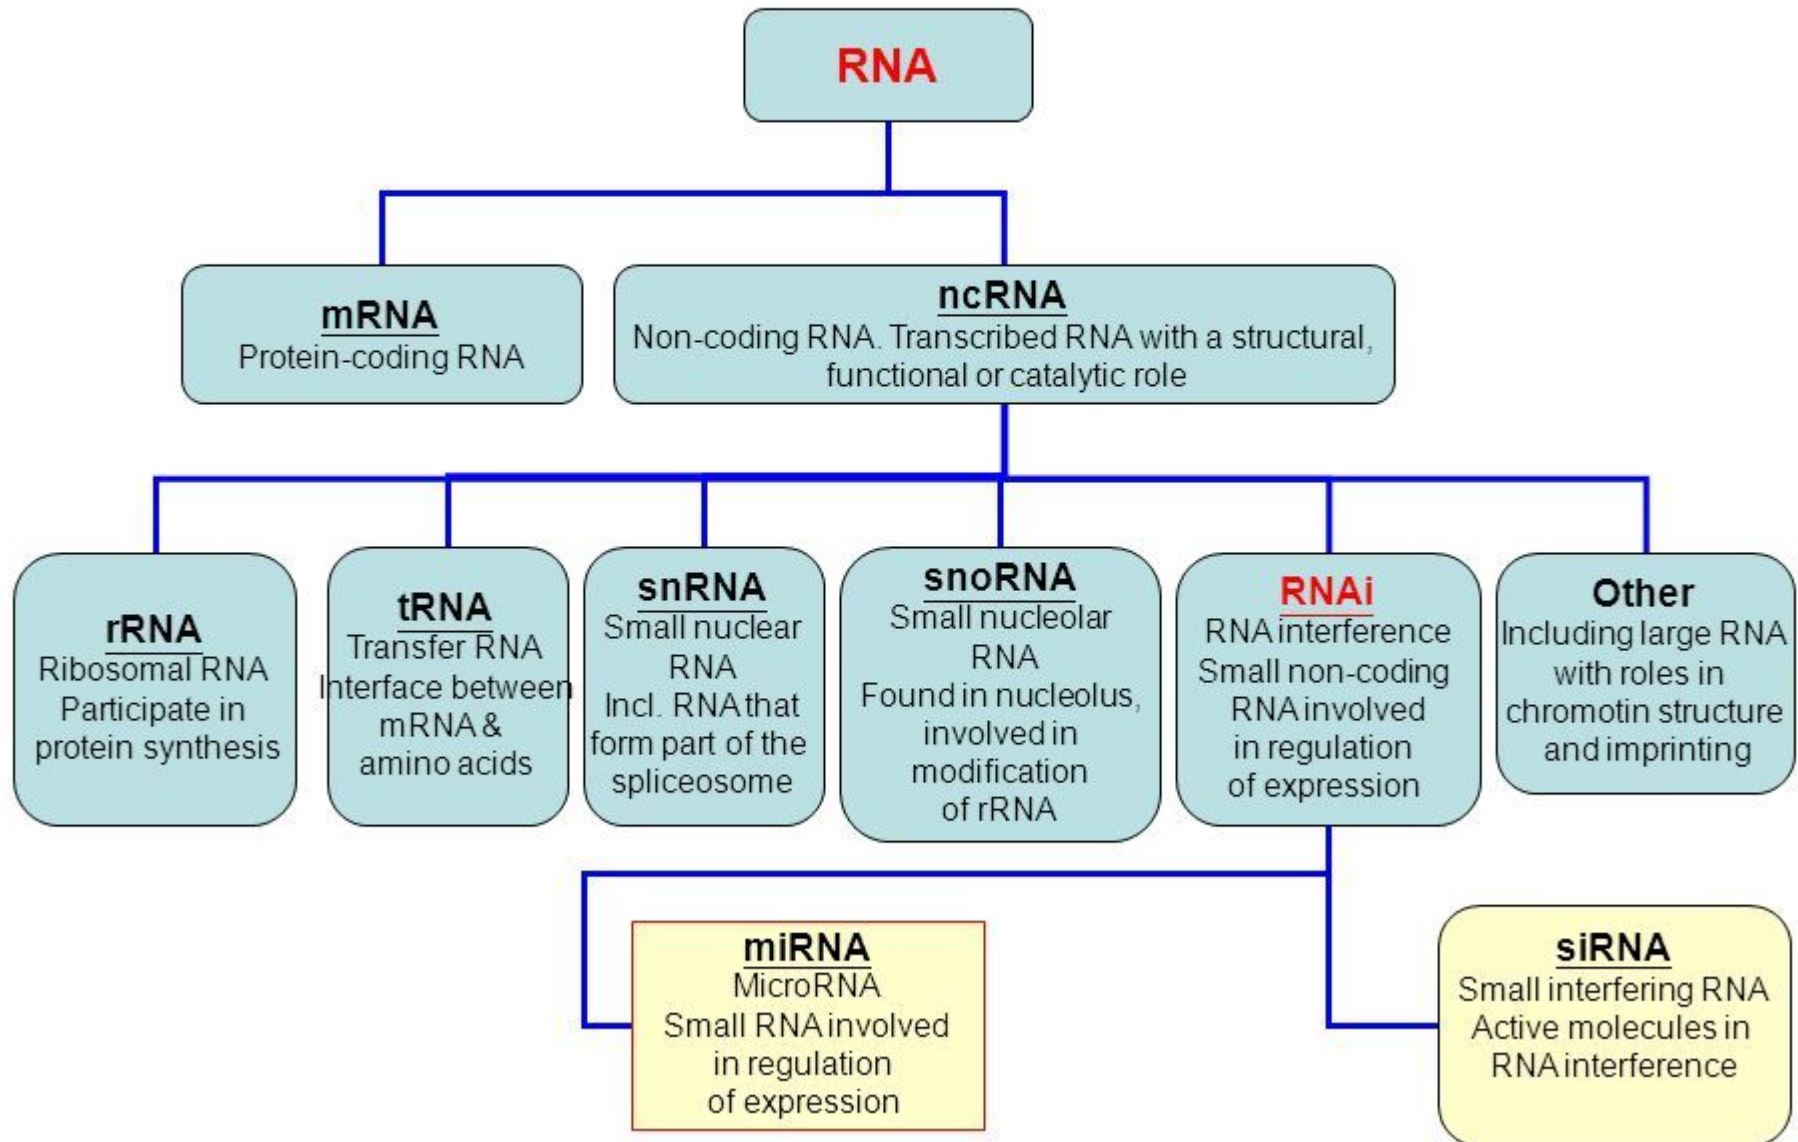 RNA
mRNA
Protein-coding RNA
ncRNA
Non-coding RNA. Transcribed RNA with a structural,
functional or catalytic role
rRNA
Ribosomal RNA
Participate in
protein synthesis
tRNA
Transfer RNA
Interface between
mRNA &
amino acids
snRNA
Small nuclear
RNA
Incl. RNA that
form part of the
spliceosome
snoRNA
Small nucleolar
RNA
Found in nucleolus,
involved in
modification
of rRNA
RNAi
RNA interference
Small non-coding
RNA involved
in regulation
of expression
Other
Including large RNA
with roles in
chromotin structure
and imprinting
miRNA
MicroRNA
Small RNA involved
in regulation
of expression
siRNA
Small interfering RNA
Active molecules in
RNA interference